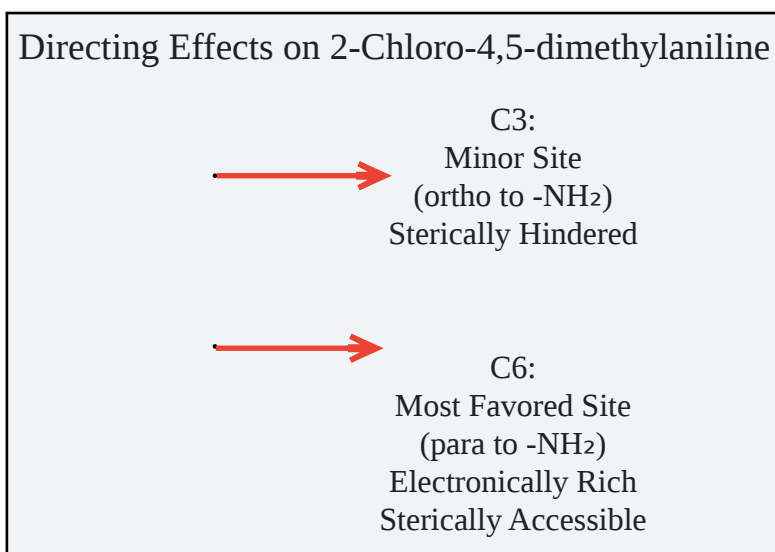 Directing Effects on 2-Chloro-4,5-dimethylaniline
C3:
Minor Site
(ortho to -NH₂)
Sterically Hindered
C6:
Most Favored Site
(para to -NH₂)
Electronically Rich
Sterically Accessible